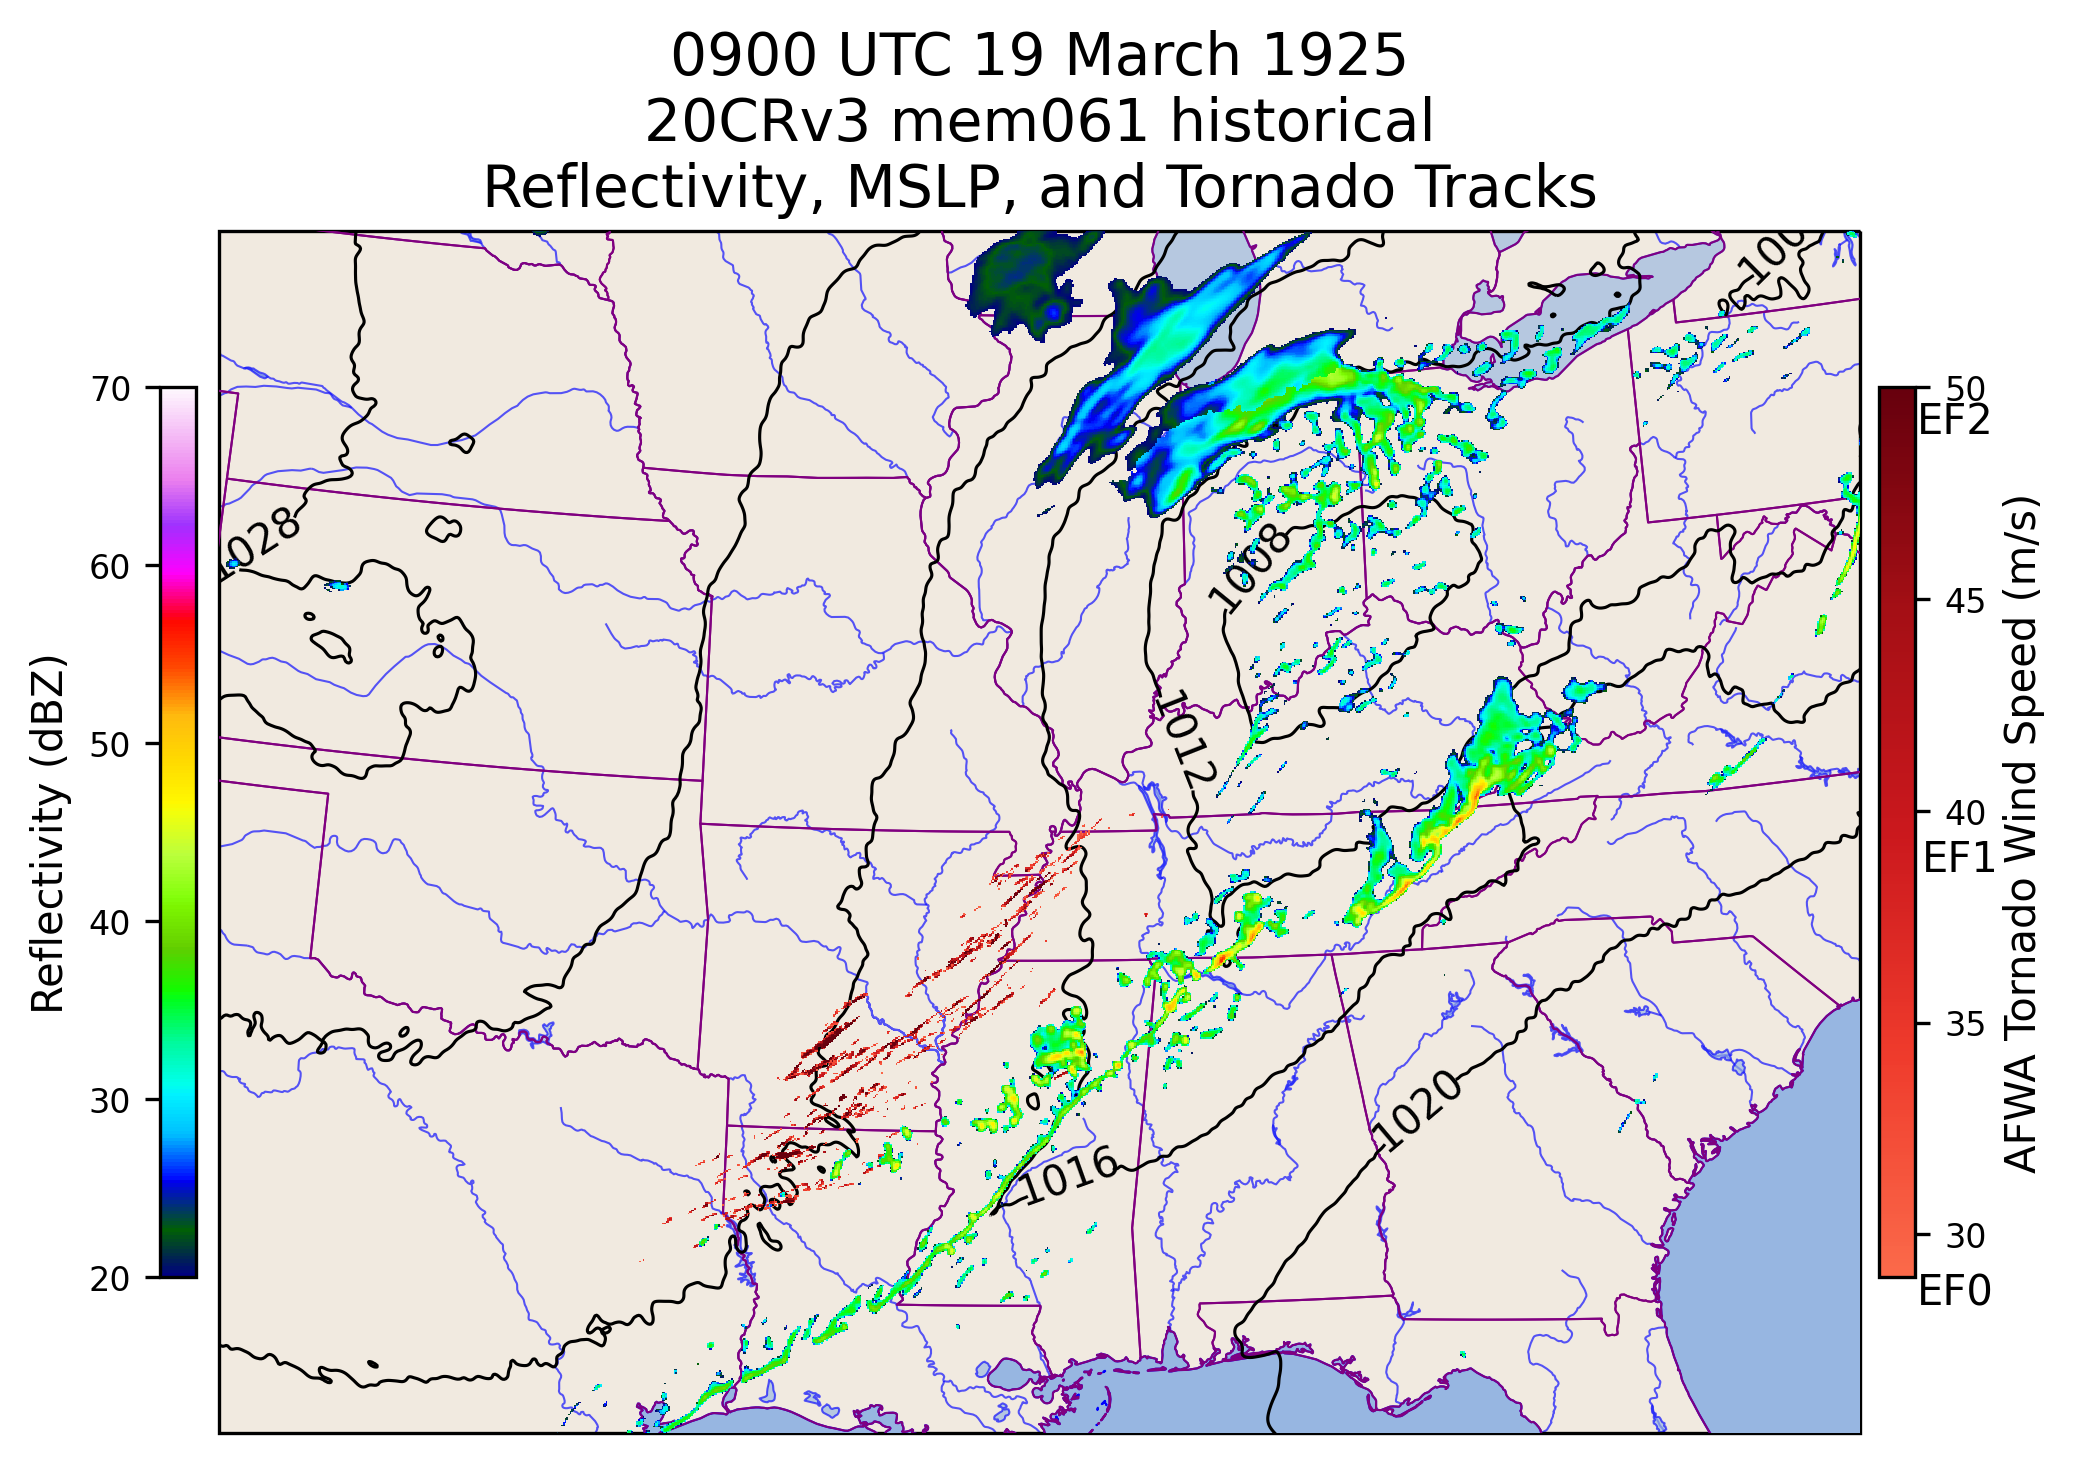 0900 UTC 19 March 1925
20CRv3 mem061 historical
Reflectivity, MSLP, and Tornado Tracks
1028
1008
1012
1016
1020
Reflectivity (dBZ)
70
60
50
40
30
20
50
EF2
45
40
EF1
35
30
EF0
AFWA Tornado Wind Speed (m/s)